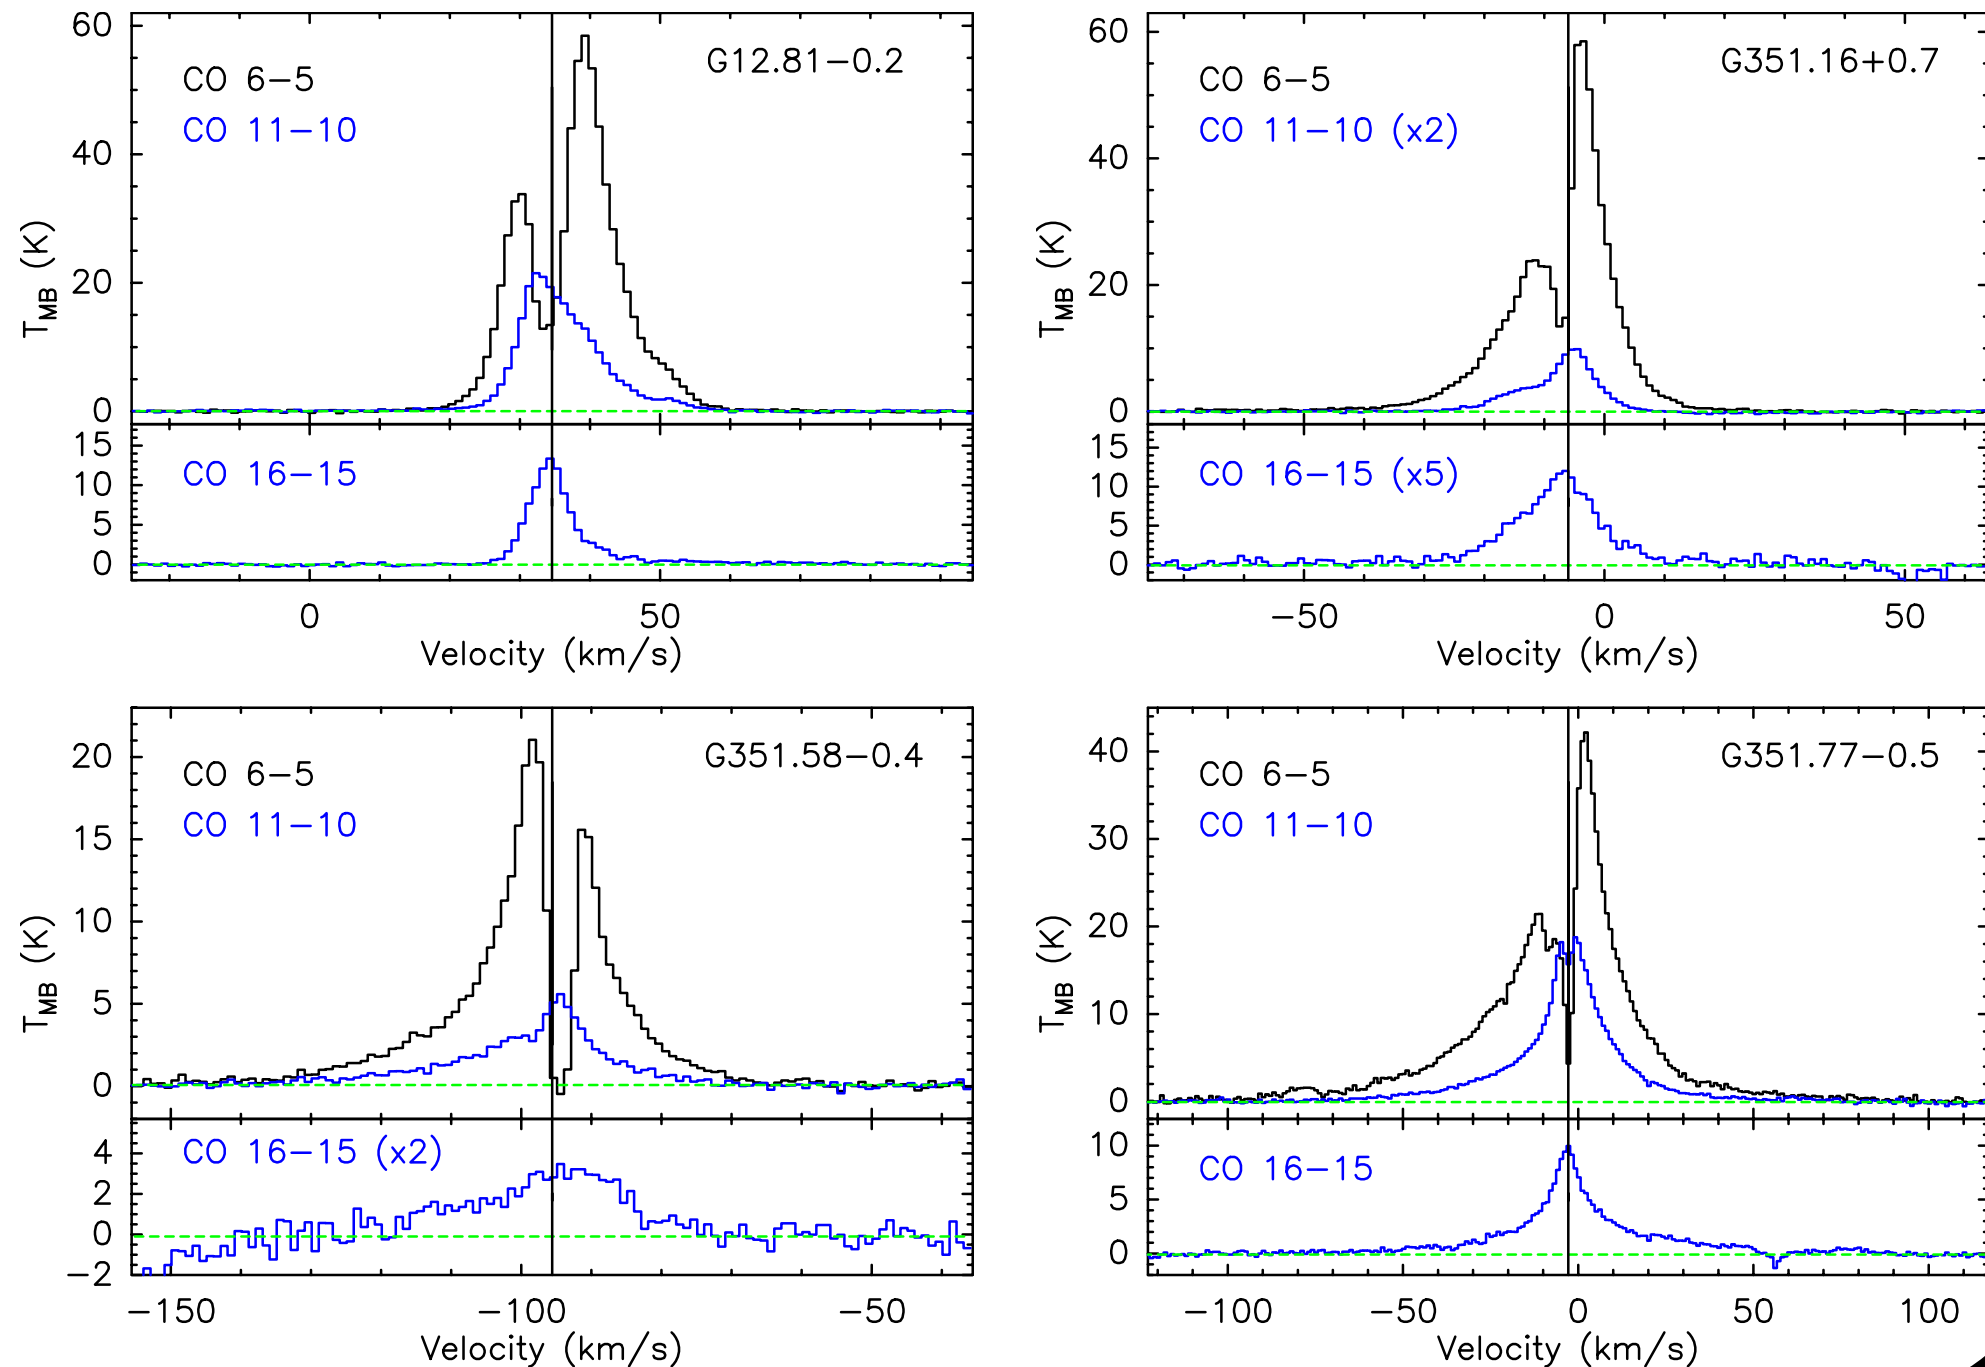 G12.81−0.2
CO 6−5
CO 11−10
60
40
20
0
T_MB (K)
CO 16−15
15
10
5
0
0 50
Velocity (km/s)
G351.16+0.7
CO 6−5
CO 11−10 (x2)
60
40
20
0
T_MB (K)
CO 16−15 (x5)
15
10
5
0
−50 0 50
Velocity (km/s)
G351.58−0.4
CO 6−5
CO 11−10
20
15
10
5
0
T_MB (K)
CO 16−15 (x2)
4
2
0
−2
−150 −100 −50
Velocity (km/s)
G351.77−0.5
CO 6−5
CO 11−10
40
30
20
10
0
T_MB (K)
CO 16−15
10
5
0
−100 −50 0 50 100
Velocity (km/s)